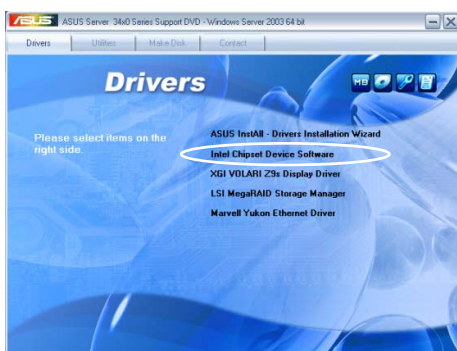 ASUS
ASUS Server 34x0 Series Support DVD - Windows Server 2003 64 bit
Drivers
Utilities
Make Disk
Contact
Drivers
MB
Please select items on the
right side.
ASUS InstAll - Drivers Installation Wizard
Intel Chipset Device Software
XGI VOLARI Z9s Display Driver
LSI MegaRAID Storage Manager
Marvell Yukon Ethernet Driver